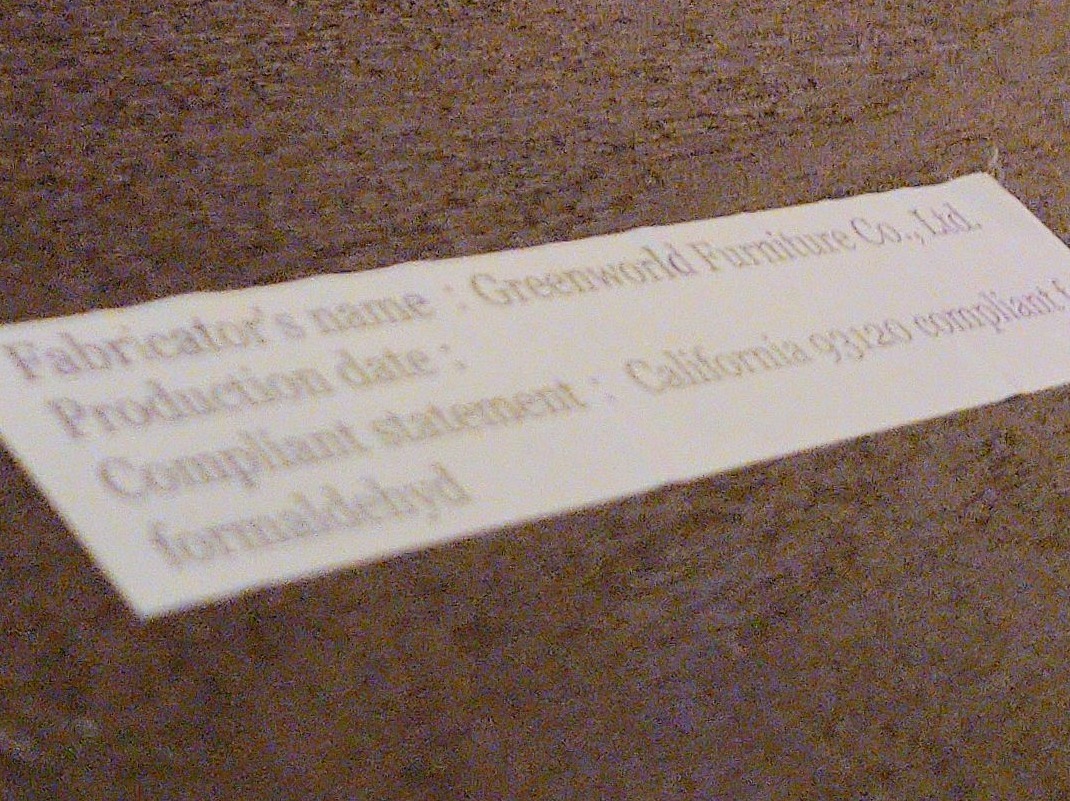 Fabricator's name : Greenworld Furniture Co., Ltd.
Production date :
Compliant statement : California 93120 compliant f
formaldehyd